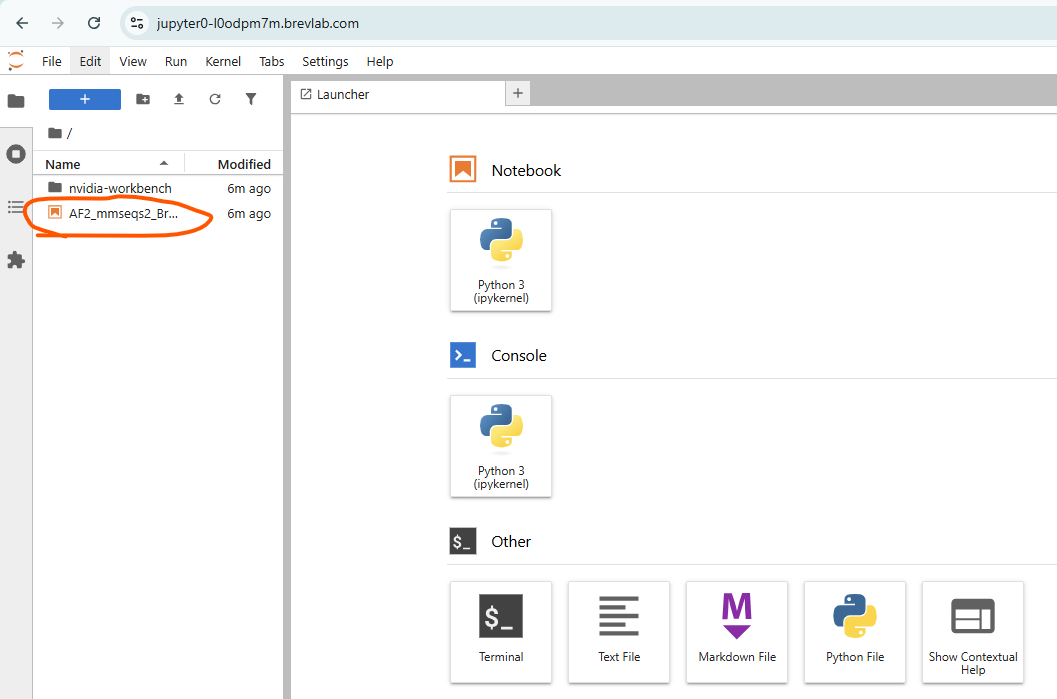 jupyter0-l0odpm7m.brevlab.com
File Edit View Run Kernel Tabs Settings Help
+
Launcher +
/
Name Modified
nvidia-workbench 6m ago
AF2_mmseqs2_Br... 6m ago
Notebook
Python 3
(ipykernel)
Console
Python 3
(ipykernel)
$_ Other
$_ M
Terminal Text File Markdown File Python File Show Contextual
Help